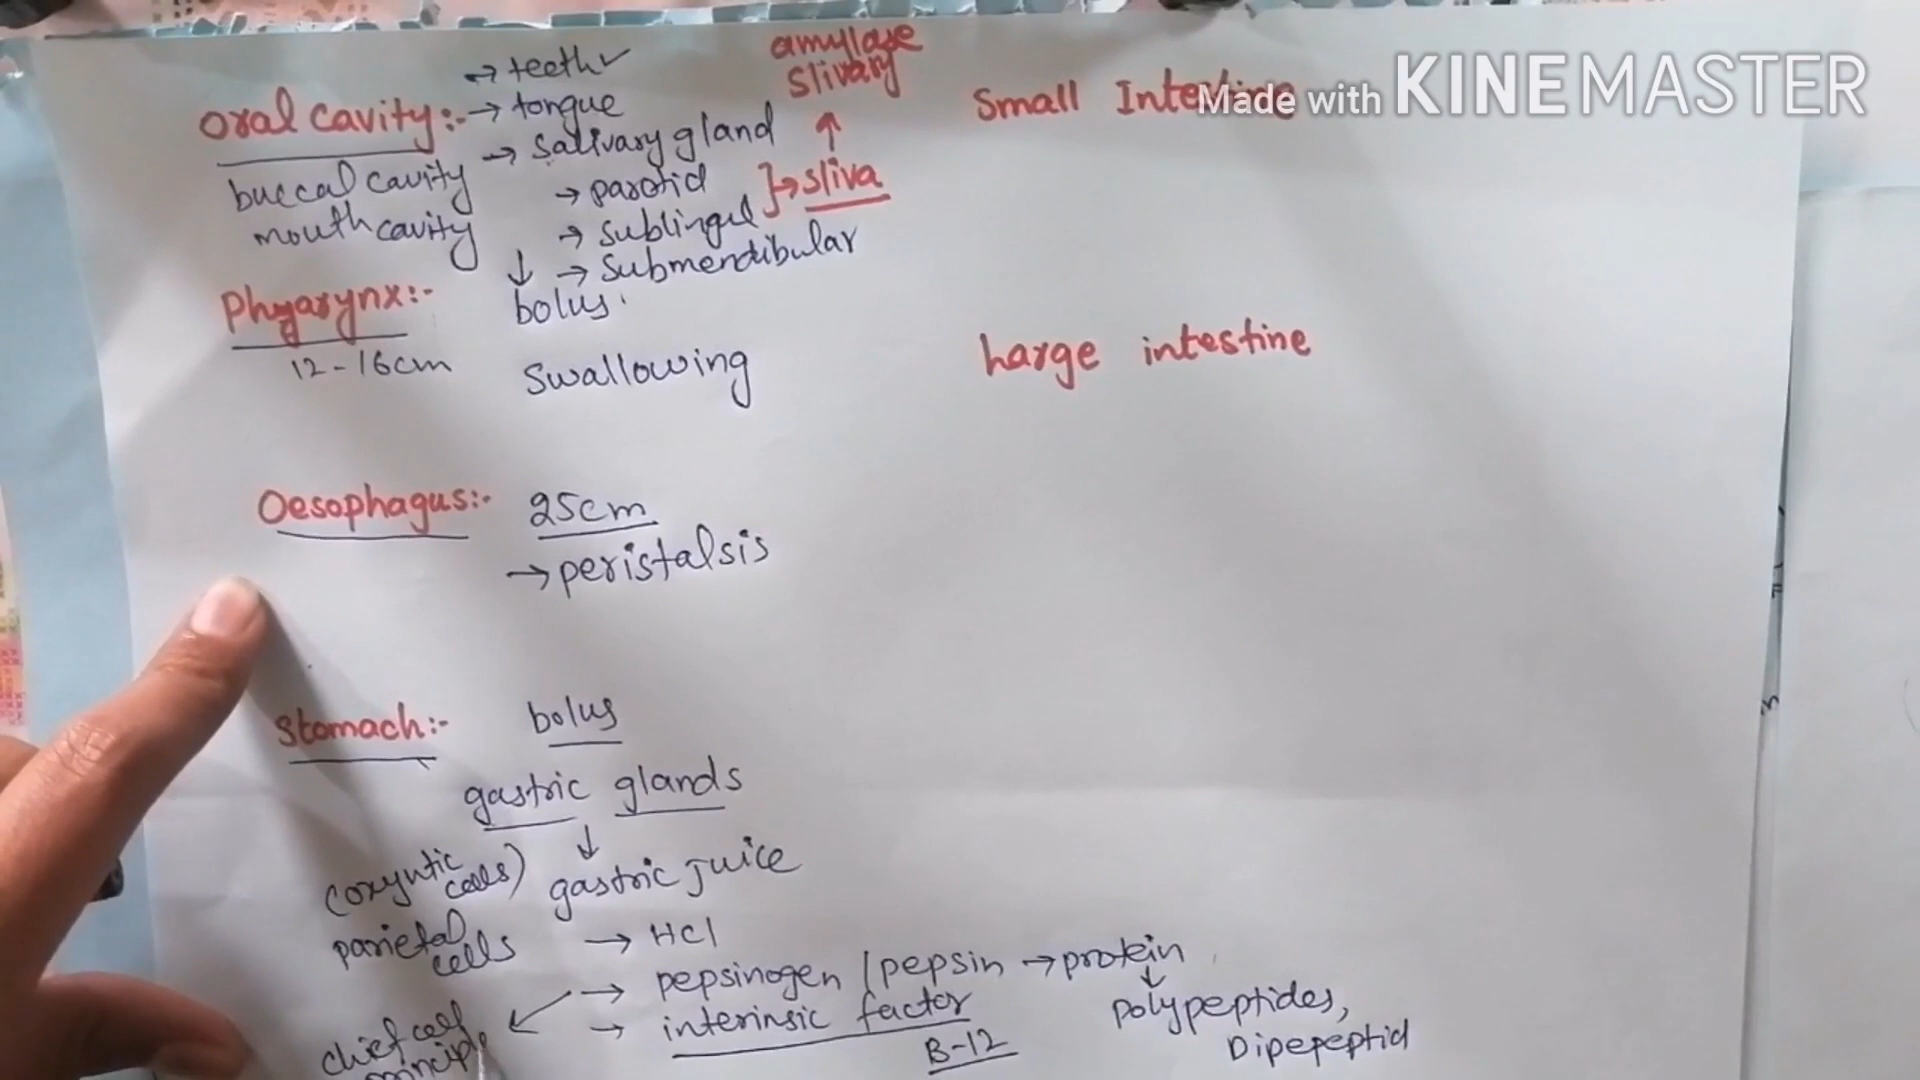 → teeth
Oral cavity:- → tongue
→ salivary gland
amylase
slivary
↑
buccal cavity
mouth cavity
→ parotid
→ sublingul
}→ sliva
↓ → submendibular
bolus
Phyarynx:-
12-16cm
Swallowing
Oesophagus:- 25cm
→ peristalsis
Stomach:- bolus
gastric glands
↓
(oxyntic cells)
gastric juice
parietal cells
→ HCl
→ pepsinogen / pepsin → protein
↓
polypeptides,
Dipepeptid
→ interinsic factor
B-12
chief cell
Small Intestine
Large intestine
Made with KINEMASTER